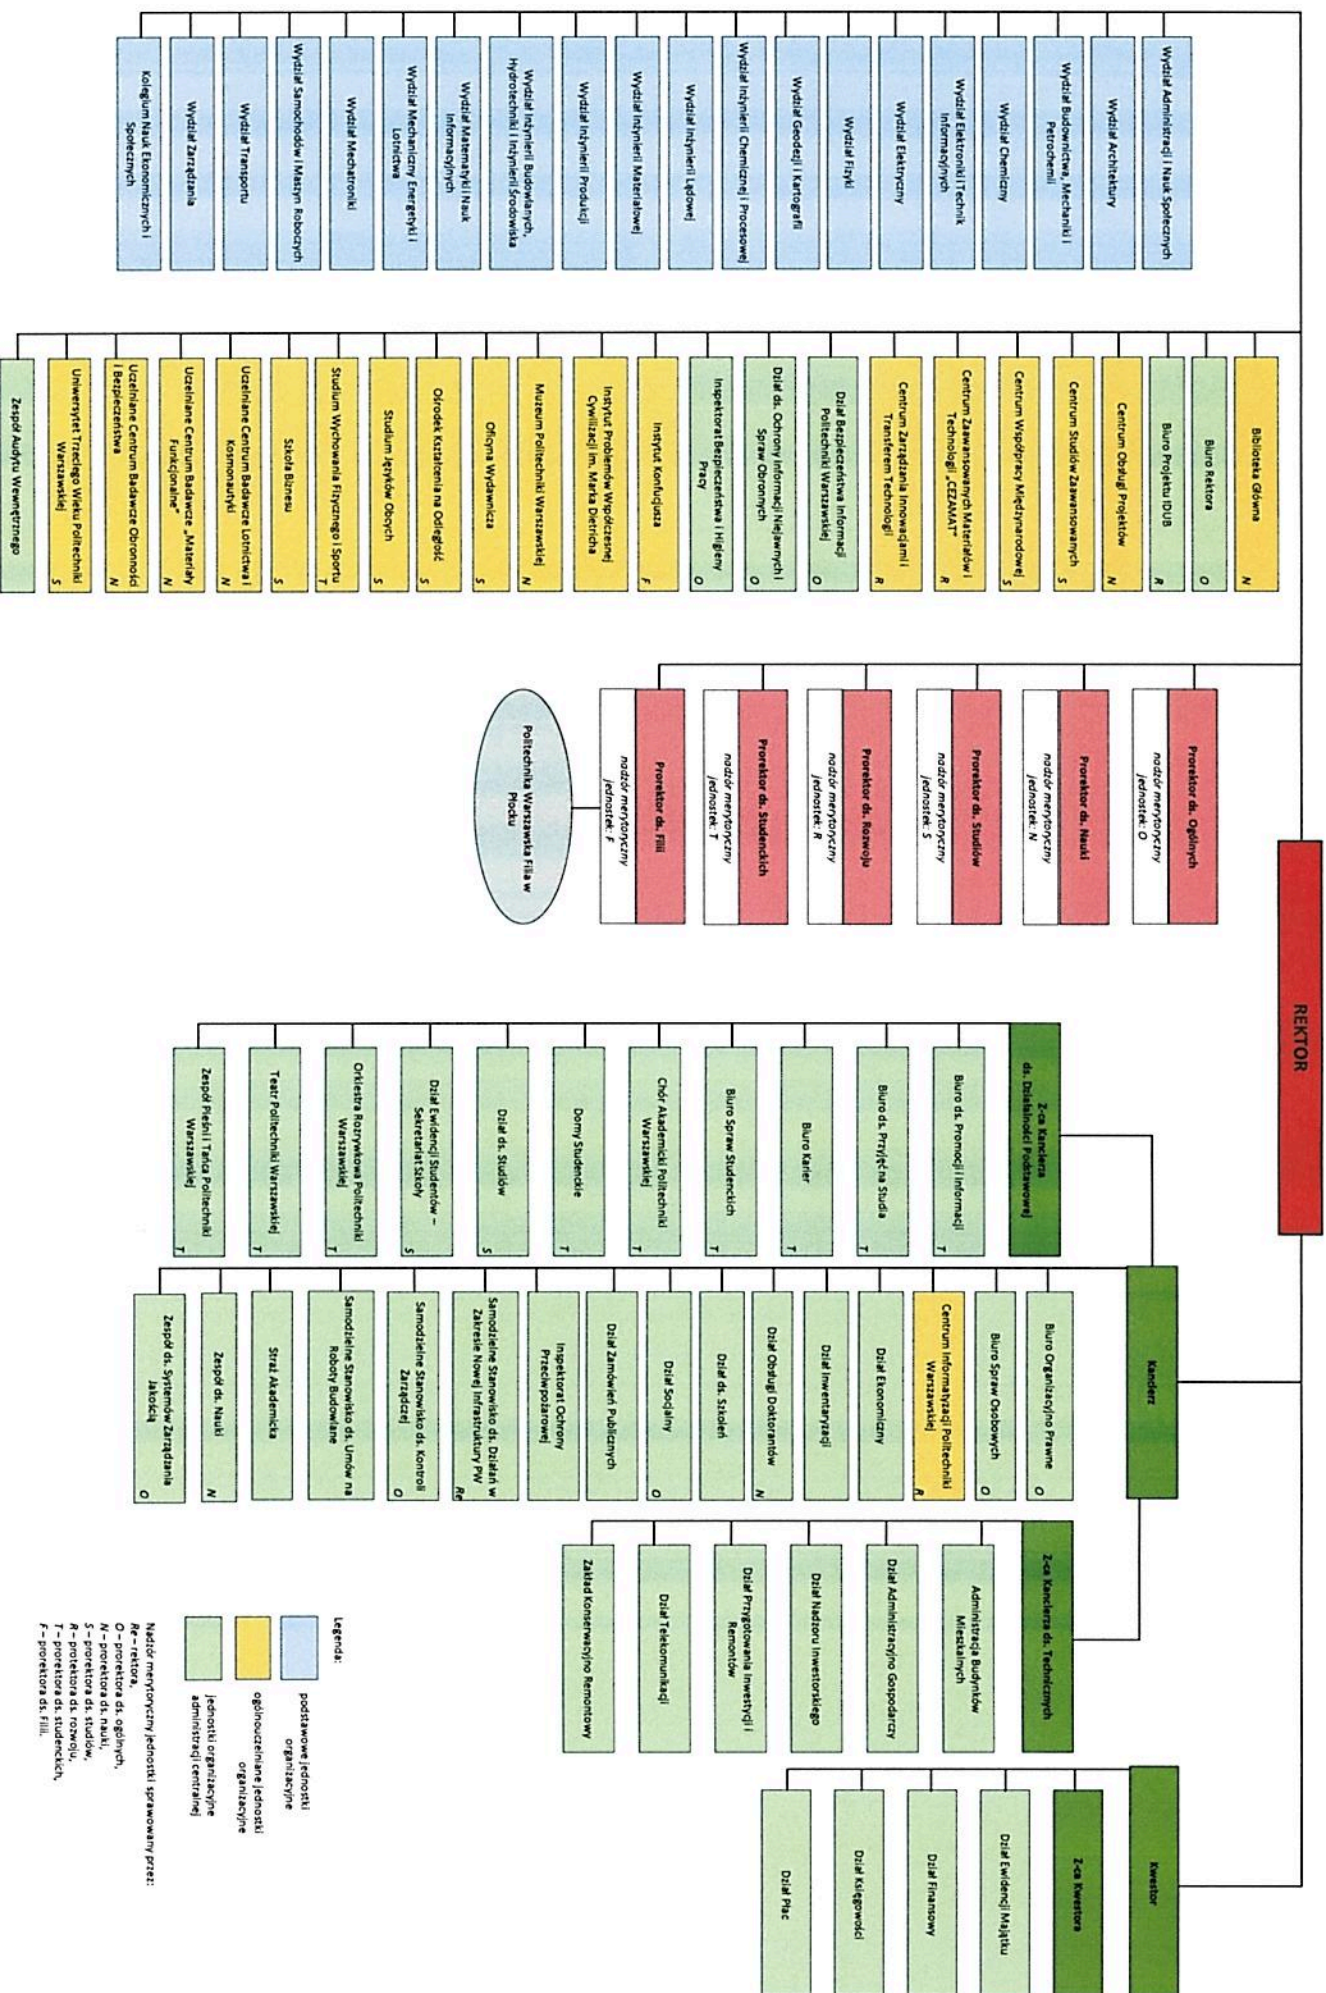 REKTOR
Wydział Administracji i Nauk Społecznych
Wydział Architektury
Wydział Budownictwa, Mechaniki i
Petrochemii
Wydział Chemiczny
Wydział Elektroniki i Technik
Informacyjnych
Wydział Elektryczny
Wydział Fizyki
Wydział Geodezji i Kartografii
Wydział Inżynierii Chemicznej i Procesowej
Wydział Inżynierii Lądowej
Wydział Inżynierii Materiałowej
Wydział Inżynierii Produkcji
Wydział Inżynierii Budowlanych,
Hydrotechniki i Inżynierii Środowiska
Wydział Matematyki i Nauk
Informacyjnych
Wydział Mechaniczny Energetyki i
Lotnictwa
Wydział Mechatroniki
Wydział Samochodów i Maszyn Roboczych
Wydział Transportu
Wydział Zarządzania
Kolegium Nauk Ekonomicznych i
Społecznych
Biblioteka Główna
N
Biuro Rektora
O
Biuro Projektu IDUB
R
Centrum Obsługi Projektów
N
Centrum Studiów Zaawansowanych
S
Centrum Współpracy Międzynarodowej
S
Centrum Zaawansowanych Materiałów i
Technologii „CEZAMAT"
R
Centrum Zarządzania Innowacjami i
Transferem Technologii
R
Dział Bezpieczeństwa Informacji
Politechniki Warszawskiej
O
Dział ds. Ochrony Informacji Niejawnych i
Spraw Obronnych
O
Inspektorat Bezpieczeństwa i Higieny
Pracy
O
Instytut Konfucjusza
F
Instytut Problemów Współczesnej
Cywilizacji im. Marka Dietricha
Muzeum Politechniki Warszawskiej
N
Oficyna Wydawnicza
S
Ośrodek Kształcenia na Odległość
S
Studium Języków Obcych
S
Studium Wychowania Fizycznego i Sportu
T
Szkoła Biznesu
S
Uczelniane Centrum Badawcze Lotnictwa i
Kosmonautyki
N
Uczelniane Centrum Badawcze „Materiały
Funkcjonalne"
N
Uczelniane Centrum Badawcze Obronności
i Bezpieczeństwa
N
Uniwersytet Trzeciego Wieku Politechniki
Warszawskiej
S
Zespół Audytu Wewnętrznego
Prorektor ds. Ogólnych
nadzór merytoryczny
jednostek: O
Prorektor ds. Nauki
nadzór merytoryczny
jednostek: N
Prorektor ds. Studiów
nadzór merytoryczny
jednostek: S
Prorektor ds. Rozwoju
nadzór merytoryczny
jednostek: R
Prorektor ds. Studenckich
nadzór merytoryczny
jednostek: T
Prorektor ds. Filii
nadzór merytoryczny
jednostek: F
Politechnika Warszawska Filia w
Płocku
Z-ca Kanclerza
ds. Działalności Podstawowej
Biuro ds. Promocji i Informacji
T
Biuro ds. Przyjęć na Studia
T
Biuro Karier
T
Biuro Spraw Studenckich
T
Chór Akademicki Politechniki
Warszawskiej
T
Domy Studenckie
T
Dział ds. Studiów
S
Dział Ewidencji Studentów –
Sekretariat Szkoły
S
Orkiestra Rozrywkowa Politechniki
Warszawskiej
T
Teatr Politechniki Warszawskiej
T
Zespół Pieśni i Tańca Politechniki
Warszawskiej
T
Kanclerz
Biuro Organizacyjno Prawne
O
Biuro Spraw Osobowych
O
Centrum Informatyzacji Politechniki
Warszawskiej
R
Dział Ekonomiczny
Dział Inwentaryzacji
Dział Obsługi Doktorantów
N
Dział ds. Szkoleń
Dział Socjalny
O
Dział Zamówień Publicznych
Inspektorat Ochrony
Przeciwpożarowej
Samodzielne Stanowisko ds. Działań w
Zakresie Nowej Infrastruktury PW
Re
Samodzielne Stanowisko ds. Kontroli
Zarządczej
O
Samodzielne Stanowisko ds. Umów na
Roboty Budowlane
Straż Akademicka
Zespół ds. Nauki
N
Zespół ds. Systemów Zarządzania
Jakością
O
Z-ca Kanclerza ds. Technicznych
Administracja Budynków
Mieszkalnych
Dział Administracyjno Gospodarczy
Dział Nadzoru Inwestorskiego
Dział Przygotowania Inwestycji i
Remontów
Dział Telekomunikacji
Zakład Konserwacyjno Remontowy
Kwestor
Z-ca Kwestora
Dział Ewidencji Majątku
Dział Finansowy
Dział Księgowości
Dział Płac
Legenda:
podstawowe jednostki
organizacyjne
ogólnouczelniane jednostki
organizacyjne
jednostki organizacyjne
administracji centralnej
Nadzór merytoryczny jednostki sprawowany przez:
Re – rektora,
O – prorektora ds. ogólnych,
N – prorektora ds. nauki,
S – prorektora ds. studiów,
R – protektora ds. rozwoju,
T – prorektora ds. studenckich,
F – prorektora ds. Filii.